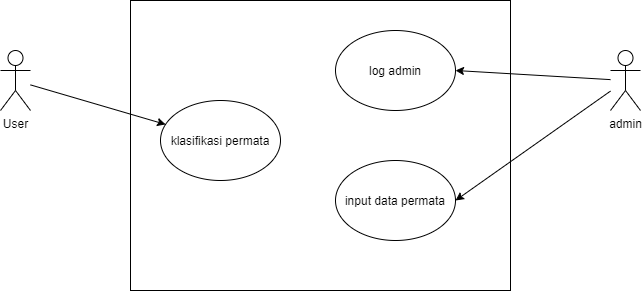 log admin
User
admin
klasifikasi permata
input data permata